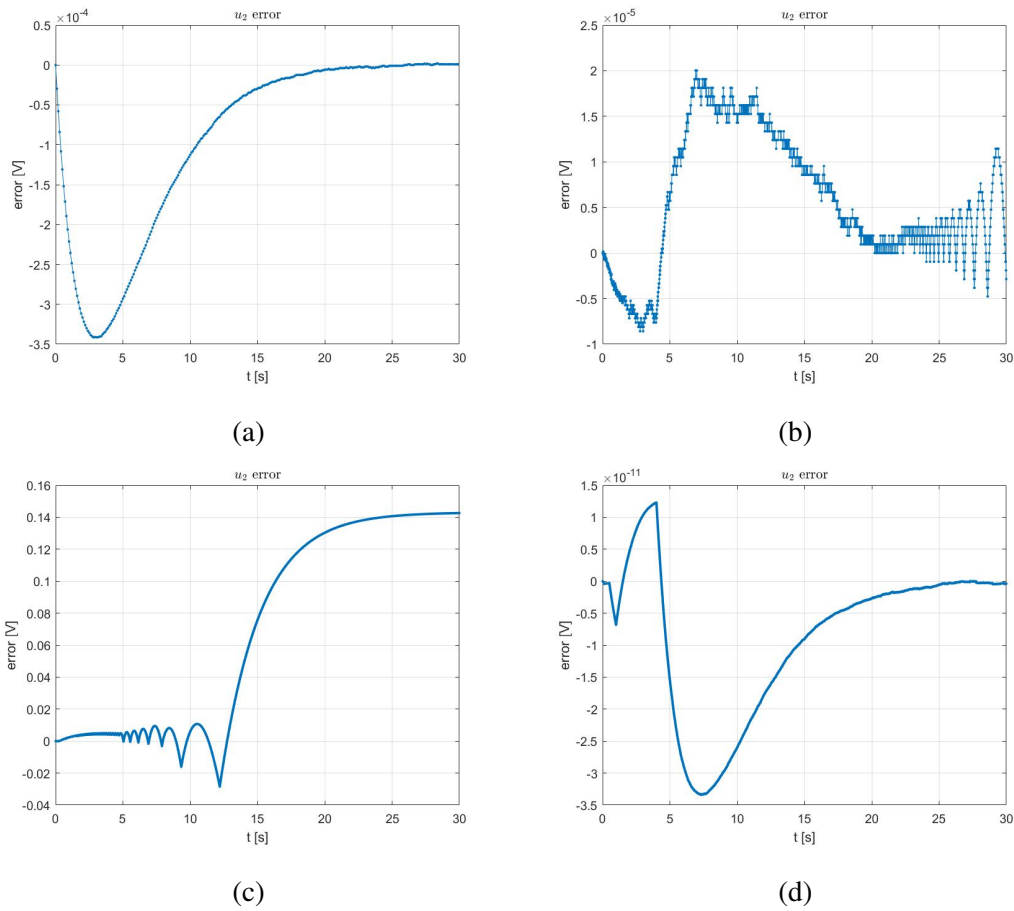 ×10⁻⁴
u₂ error
0.5
0
-0.5
-1
-1.5
-2
-2.5
-3
-3.5
error [V]
0 5 10 15 20 25 30
t [s]
(a)
×10⁻⁵
u₂ error
2.5
2
1.5
1
0.5
0
-0.5
-1
error [V]
0 5 10 15 20 25 30
t [s]
(b)
u₂ error
0.16
0.14
0.12
0.1
0.08
0.06
0.04
0.02
0
-0.02
-0.04
error [V]
0 5 10 15 20 25 30
t [s]
(c)
×10⁻¹¹
u₂ error
1.5
1
0.5
0
-0.5
-1
-1.5
-2
-2.5
-3
-3.5
error [V]
0 5 10 15 20 25 30
t [s]
(d)